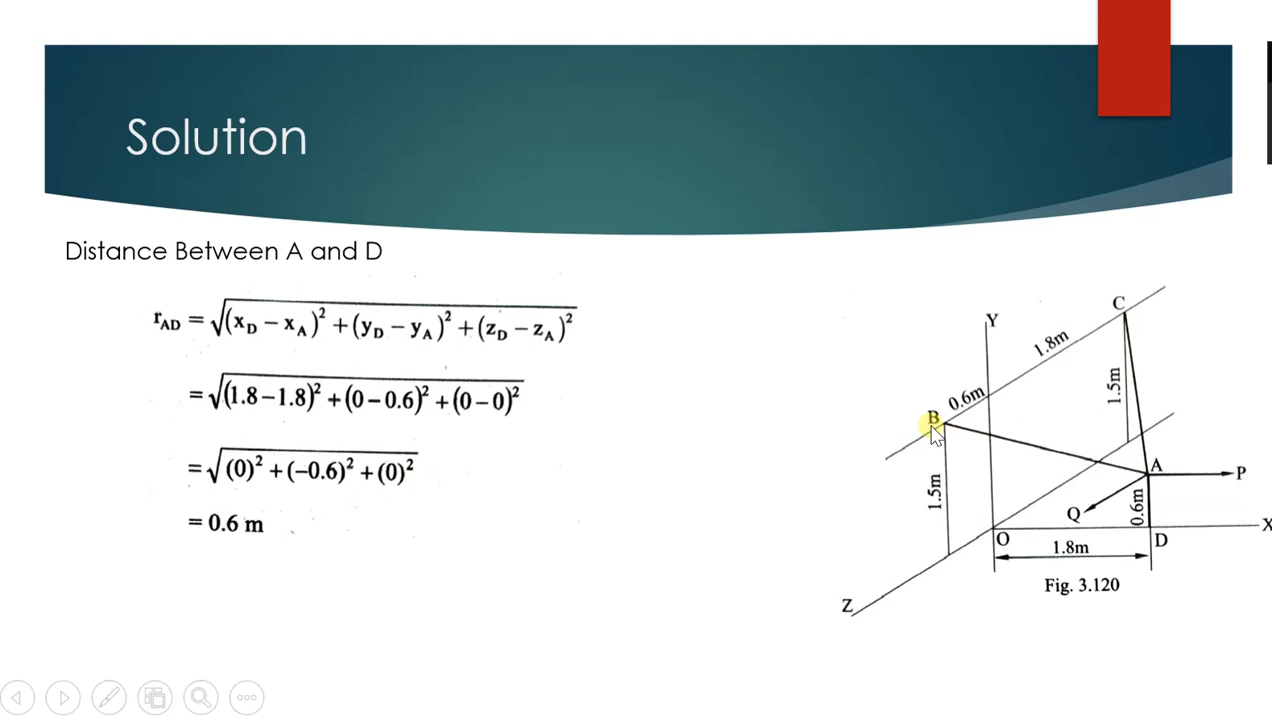 Solution
Distance Between A and D
r_AD = √(x_D − x_A)² + (y_D − y_A)² + (z_D − z_A)²
= √(1.8−1.8)² + (0−0.6)² + (0−0)²
= √(0)² + (−0.6)² + (0)²
= 0.6 m
C
Y
1.8m
1.5m
0.6m
B
1.5m
A
P
Q
0.6m
O
1.8m
D
X
Z
Fig. 3.120